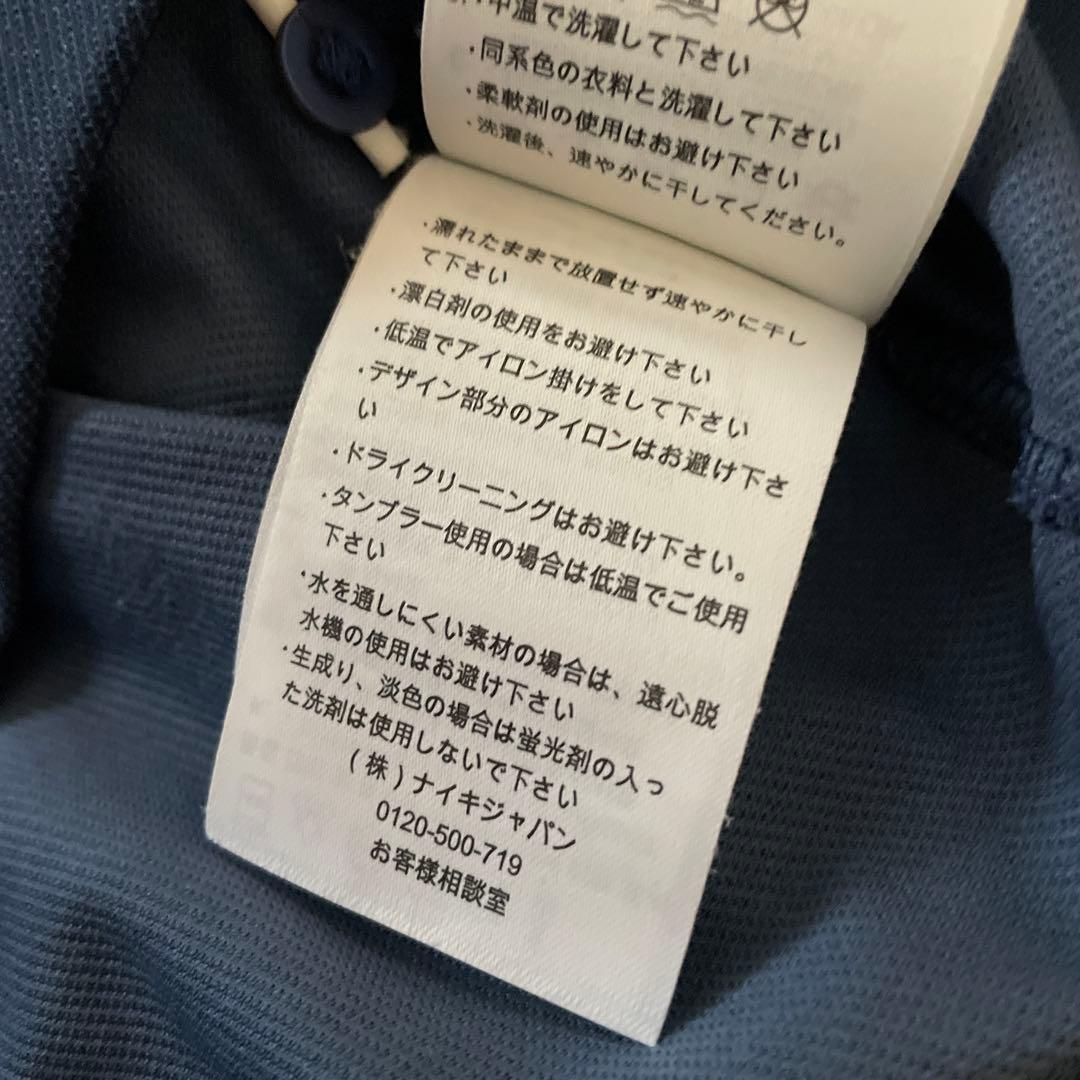 ・中温で洗濯して下さい
・同系色の衣料と洗濯して下さい
・柔軟剤の使用はお避け下さい
・洗濯後、速やかに干してください。
・濡れたままで放置せず速やかに干し
て下さい
・漂白剤の使用をお避け下さい
・低温でアイロン掛けをして下さい
・デザイン部分のアイロンはお避け下さ
い
・ドライクリーニングはお避け下さい。
・タンブラー使用の場合は低温でご使用
下さい
・水を通しにくい素材の場合は、遠心脱
水機の使用はお避け下さい
・生成り、淡色の場合は蛍光剤の入っ
た洗剤は使用しないで下さい
(株)ナイキジャパン
0120-500-719
お客様相談室